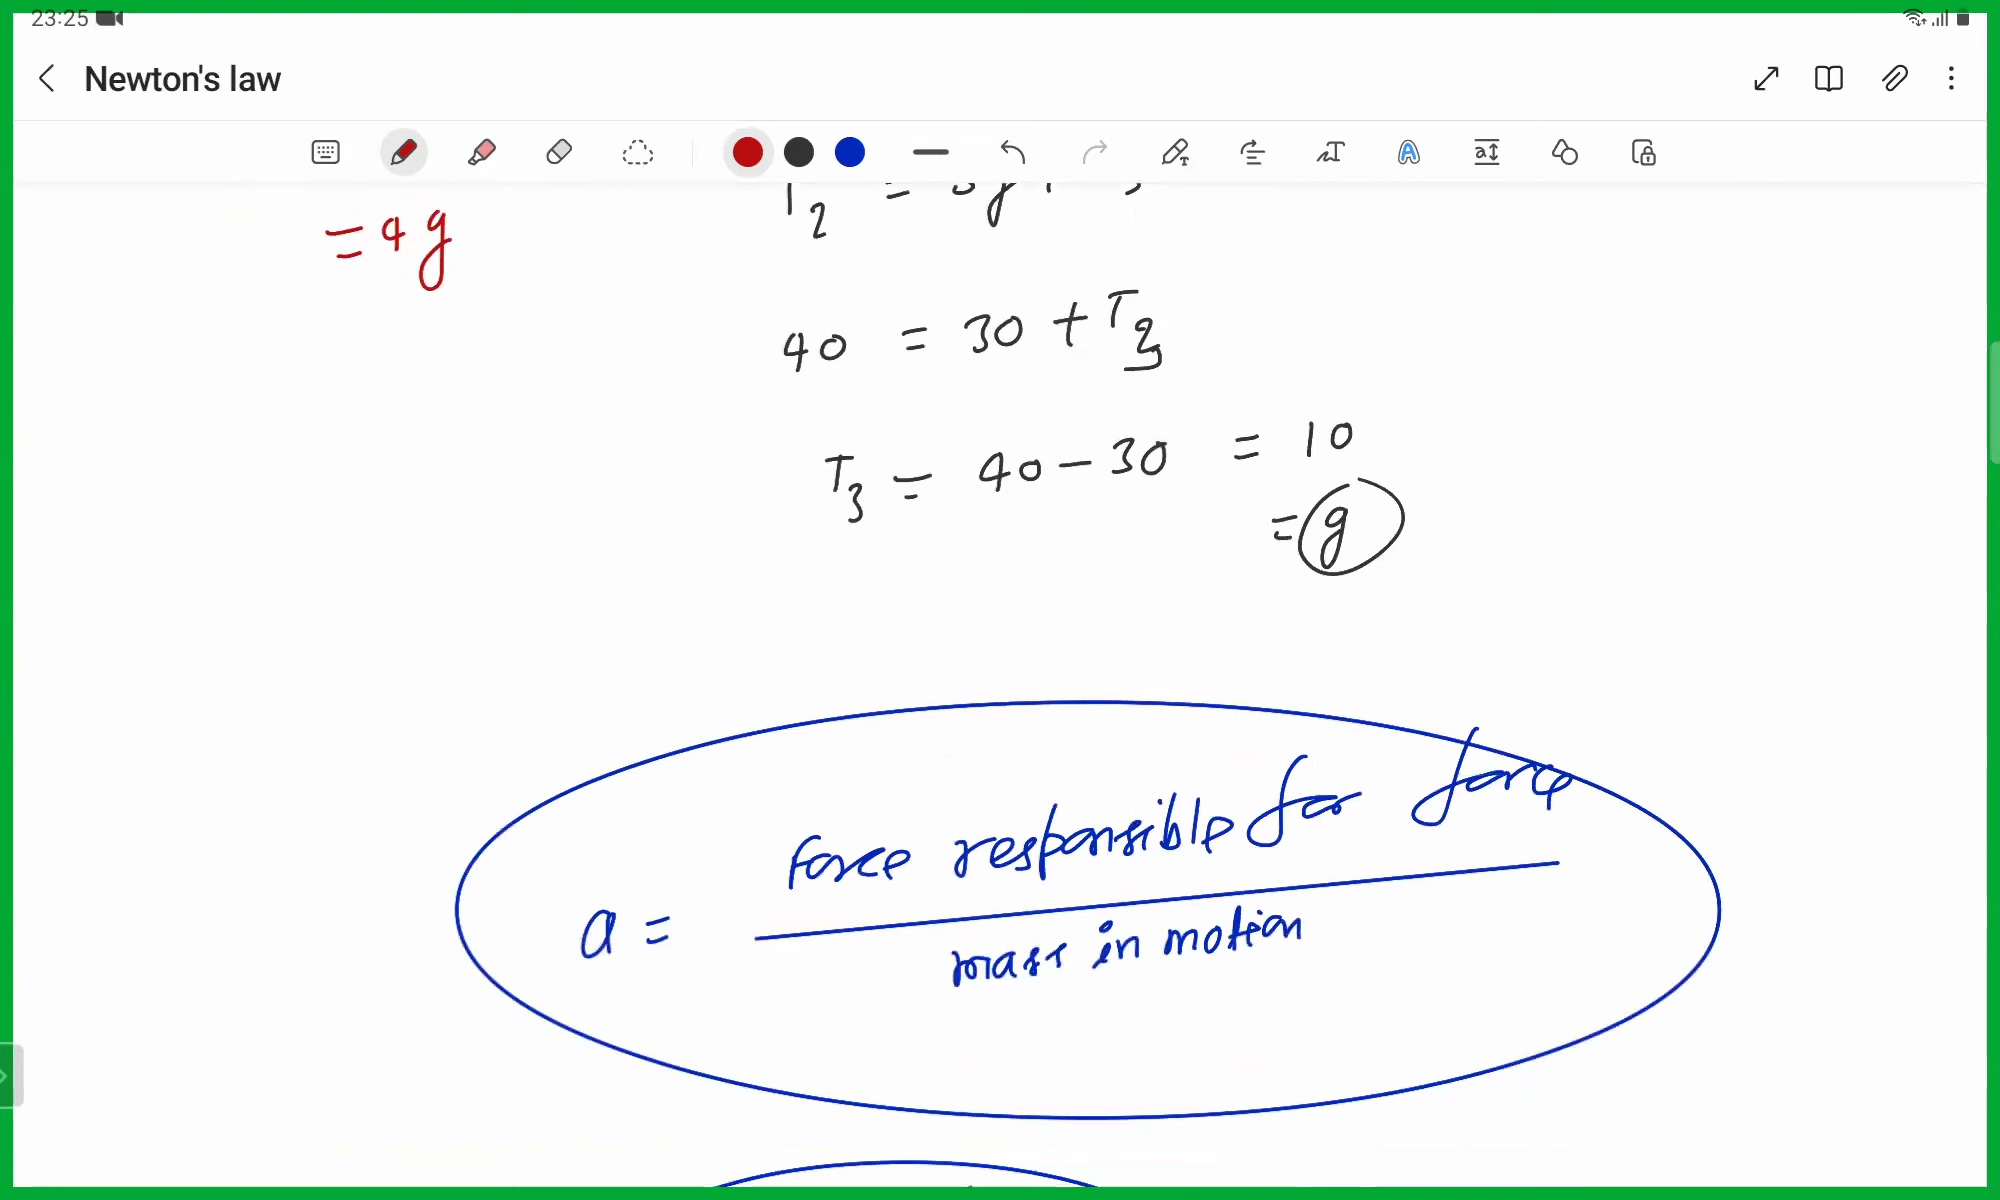 23:25
Newton's law
= 4g
40 = 30 + T3
T3 = 40 - 30 = 10
= g
Force responsible for force
a =
mass in motion